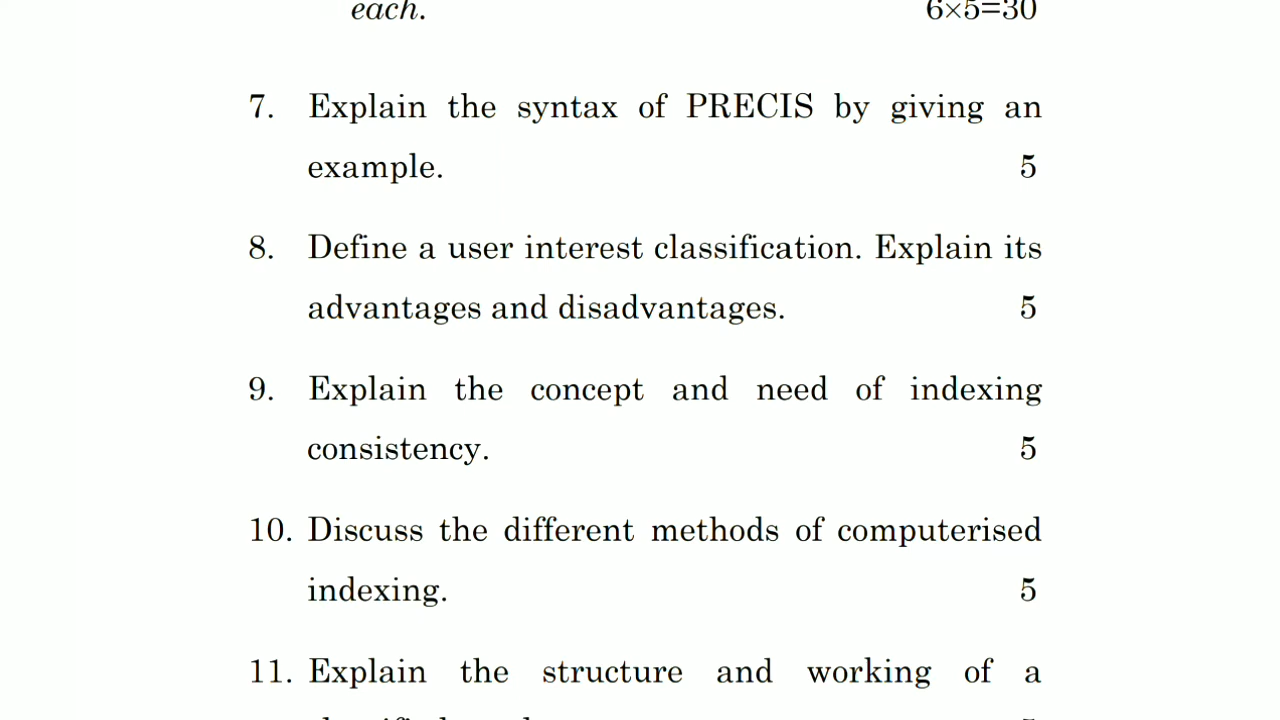 each. 6×5=30
7. Explain the syntax of PRECIS by giving an
example. 5
8. Define a user interest classification. Explain its
advantages and disadvantages. 5
9. Explain the concept and need of indexing
consistency. 5
10. Discuss the different methods of computerised
indexing. 5
11. Explain the structure and working of a